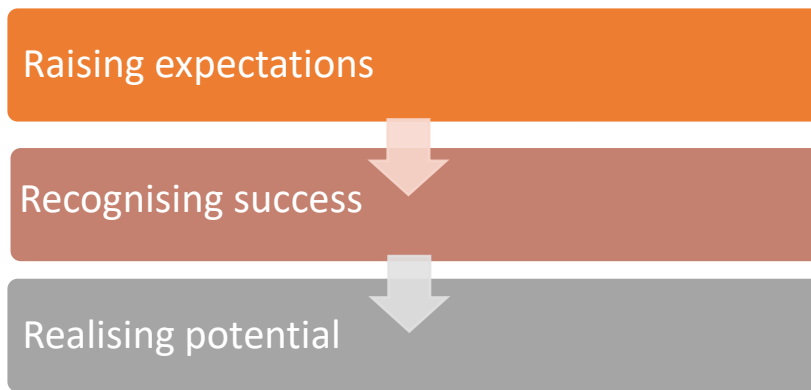 Raising expectations
Recognising success
Realising potential